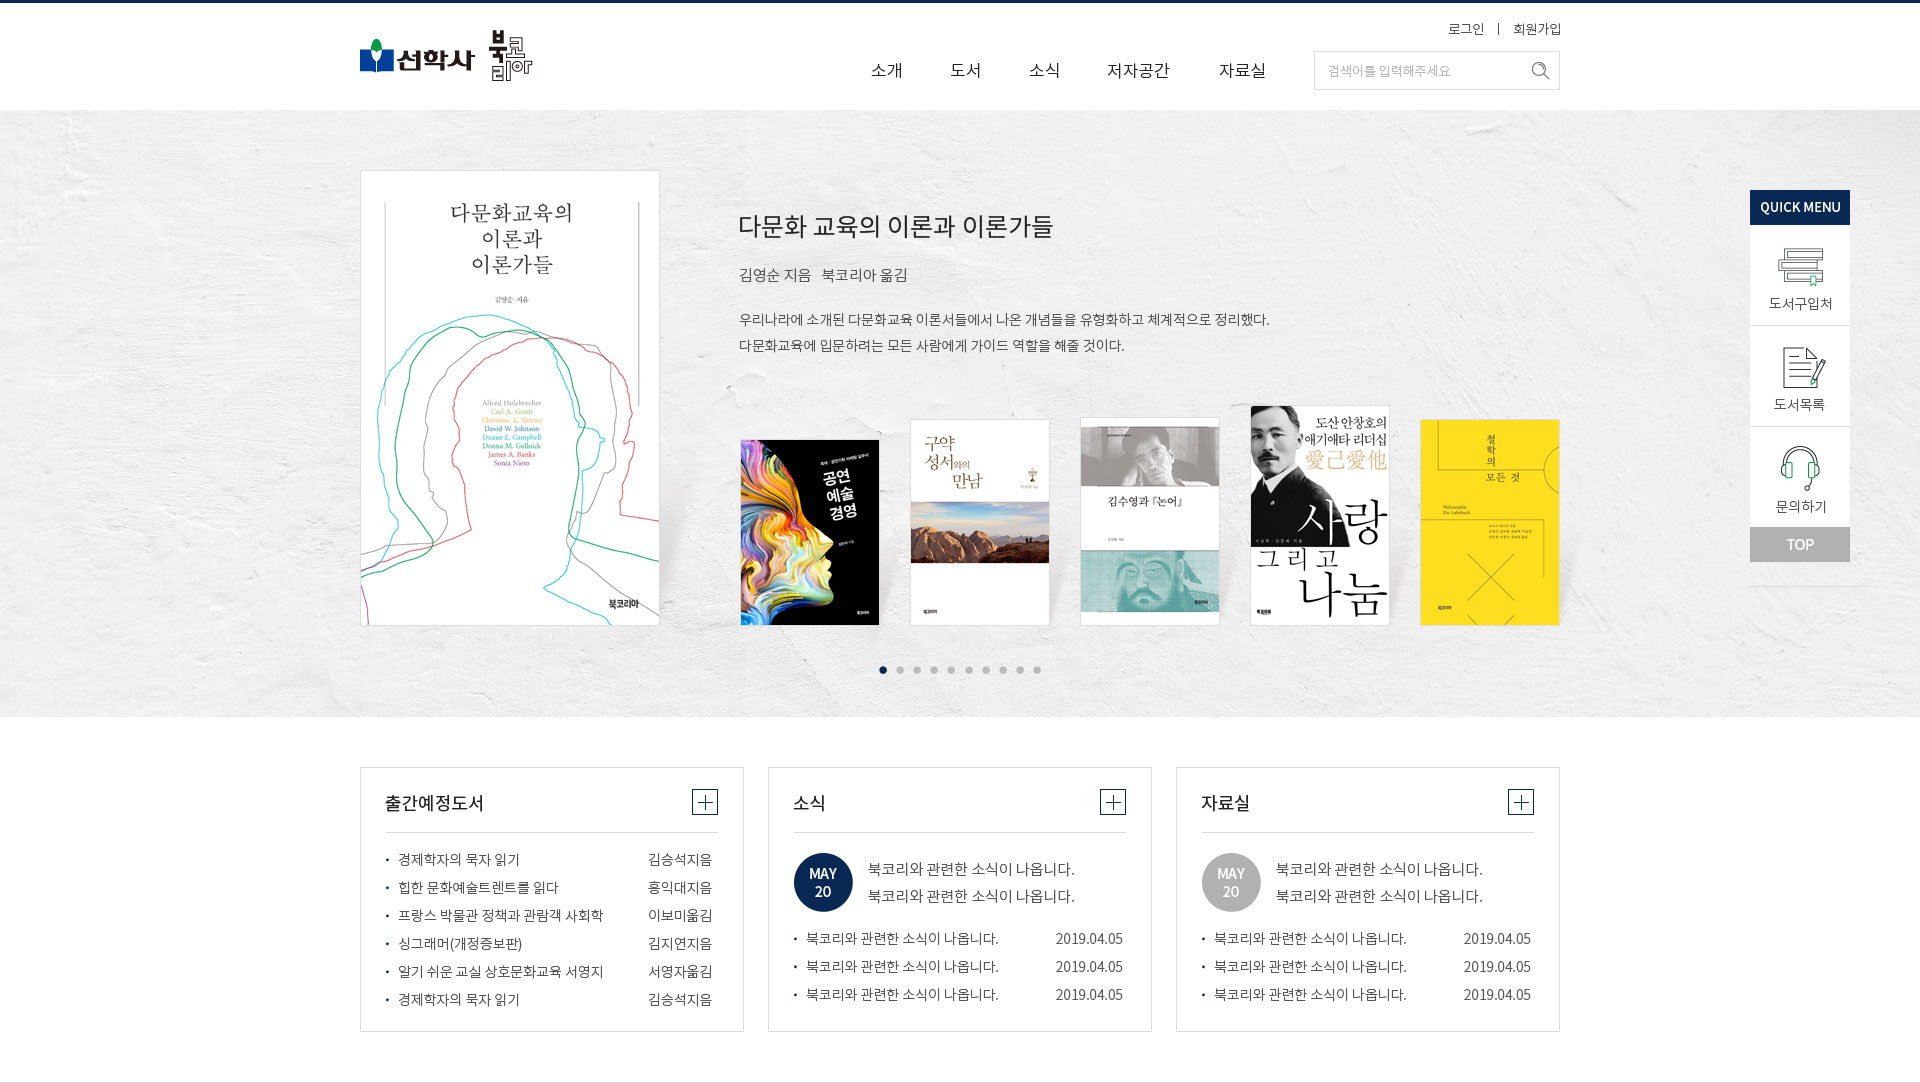 로그인 | 회원가입
선학사 북코리아
소개 도서 소식 저자공간 자료실
검색어를 입력해주세요
다문화교육의
이론과
이론가들
김영순 지음
Alfred Holzbrecher
Carl A. Grant
Christine. E. Sleeter
David W. Johnson
Duane E. Campbell
Donna M. Gollnick
James A. Banks
Sonia Nieto
북코리아
다문화 교육의 이론과 이론가들
김영순 지음 북코리아 옮김
우리나라에 소개된 다문화교육 이론서들에서 나온 개념들을 유형화하고 체계적으로 정리했다.
다문화교육에 입문하려는 모든 사람에게 가이드 역할을 해줄 것이다.
공연
예술
경영
북코리아
구약
성서와의
만남
북코리아
김수영과 『논어』
북코리아
도산 안창호의
애기애타 리더십
愛己愛他
사랑
그리고
나눔
북코리아
철학의
모든 것
Philosophie
Ein Lehrbuch
북코리아
QUICK MENU
도서구입처
도서목록
문의하기
TOP
출간예정도서
• 경제학자의 묵자 읽기 김승석지음
• 힙한 문화예술트렌트를 읽다 홍익대지음
• 프랑스 박물관 정책과 관람객 사회학 이보미옮김
• 싱그래머(개정증보판) 김지연지음
• 알기 쉬운 교실 상호문화교육 서영지 서영자옮김
• 경제학자의 묵자 읽기 김승석지음
소식
MAY
20
북코리와 관련한 소식이 나옵니다.
북코리와 관련한 소식이 나옵니다.
• 북코리와 관련한 소식이 나옵니다. 2019.04.05
• 북코리와 관련한 소식이 나옵니다. 2019.04.05
• 북코리와 관련한 소식이 나옵니다. 2019.04.05
자료실
MAY
20
북코리와 관련한 소식이 나옵니다.
북코리와 관련한 소식이 나옵니다.
• 북코리와 관련한 소식이 나옵니다. 2019.04.05
• 북코리와 관련한 소식이 나옵니다. 2019.04.05
• 북코리와 관련한 소식이 나옵니다. 2019.04.05